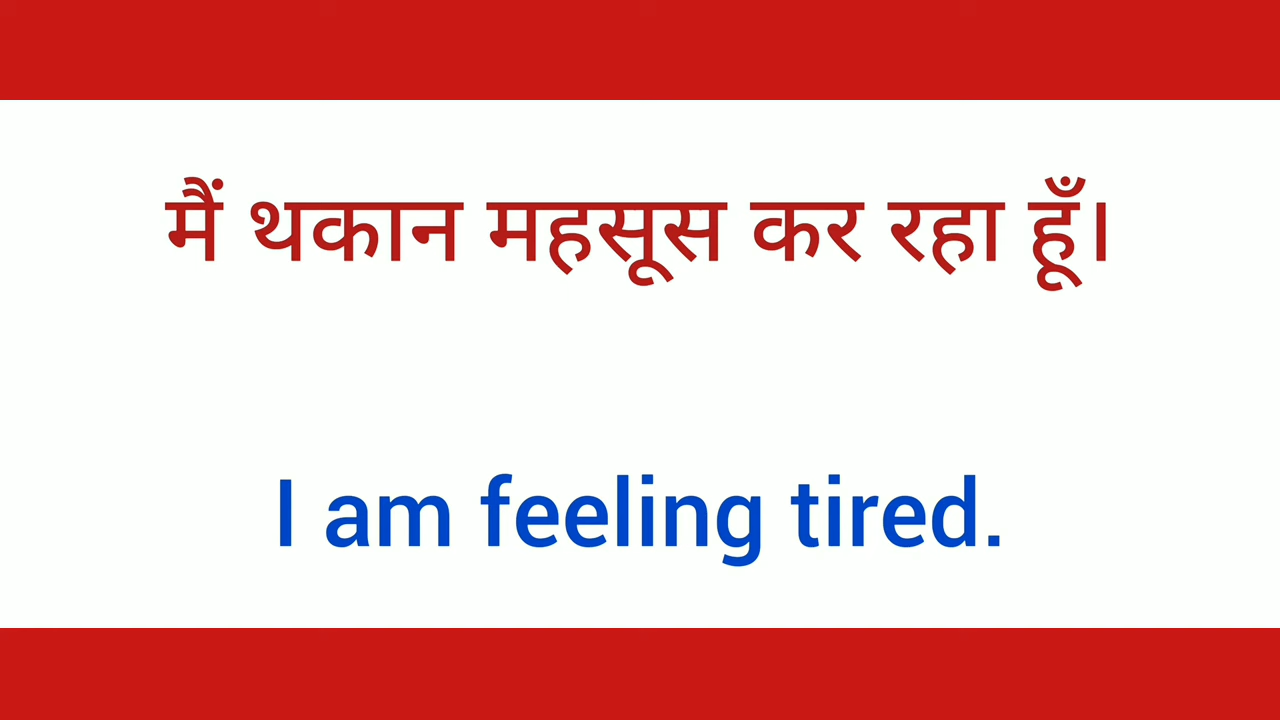 मैं थकान महसूस कर रहा हूँ।
I am feeling tired.